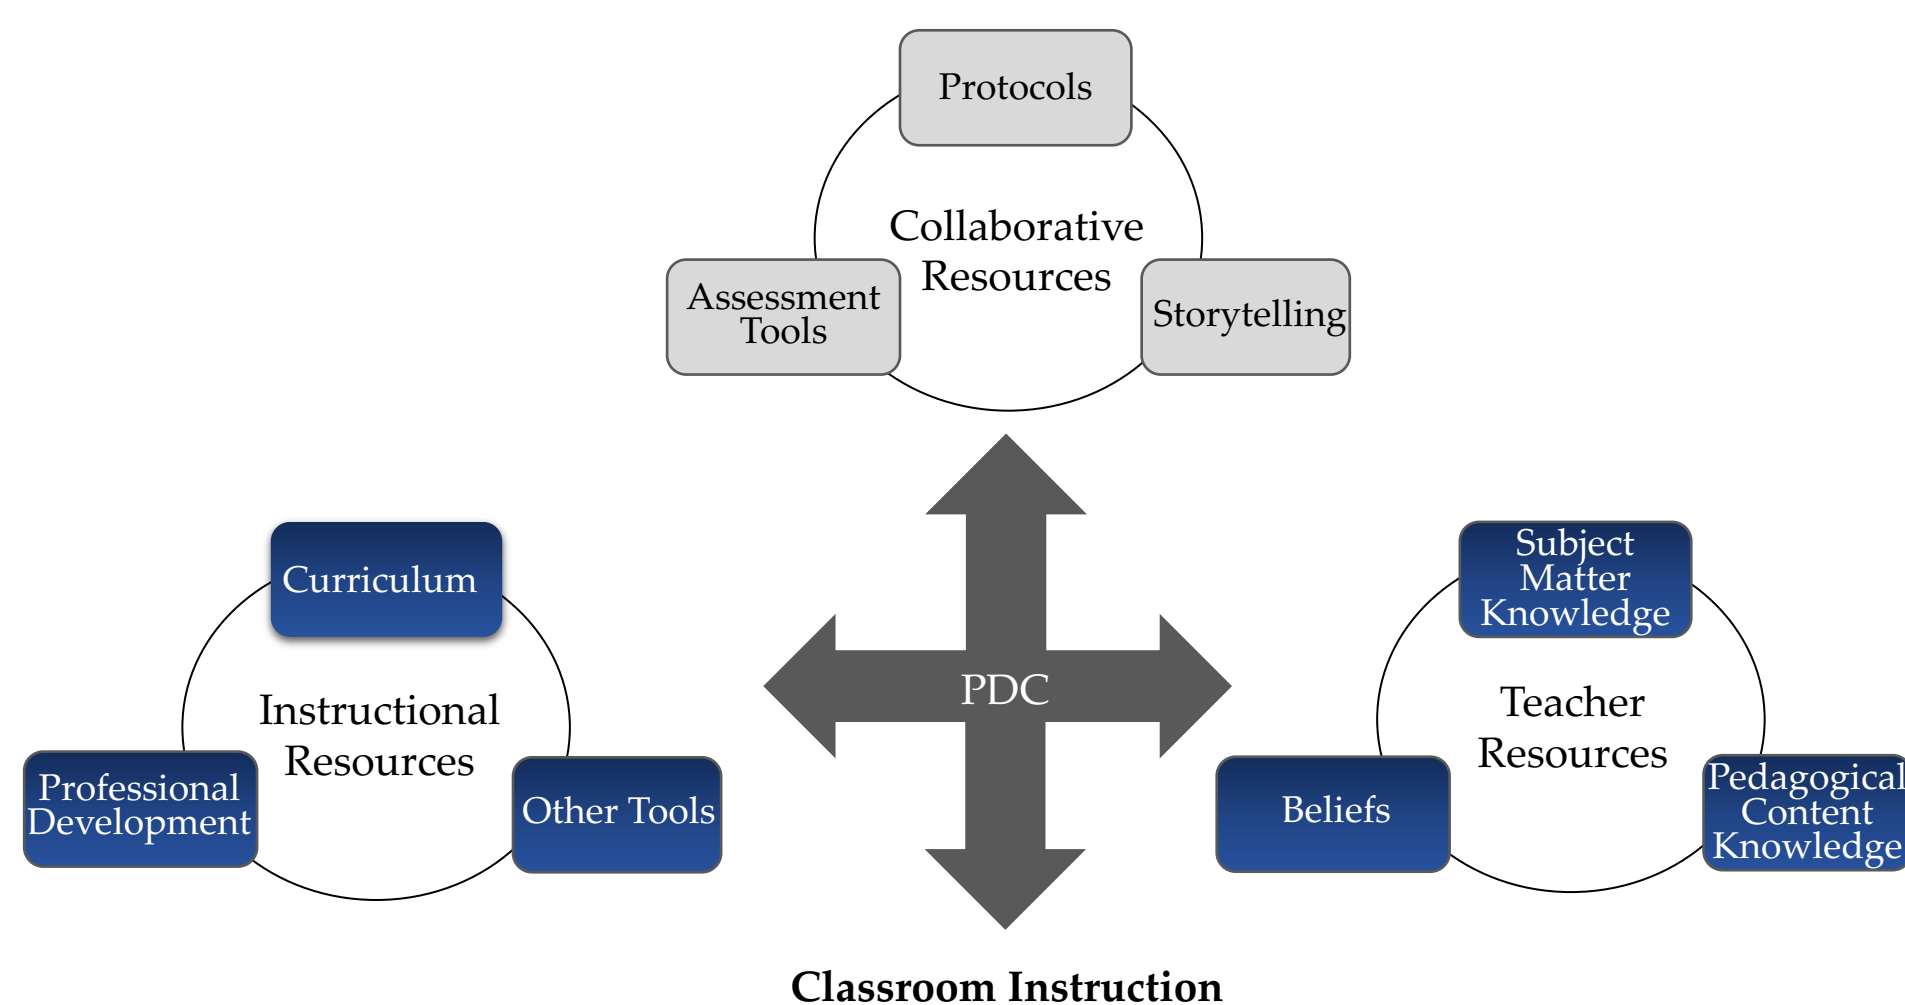 Protocols
Collaborative
Resources
Assessment
Tools
Storytelling
Curriculum
Instructional
Resources
Professional
Development
Other Tools
PDC
Subject
Matter
Knowledge
Teacher
Resources
Beliefs
Pedagogical
Content
Knowledge
Classroom Instruction